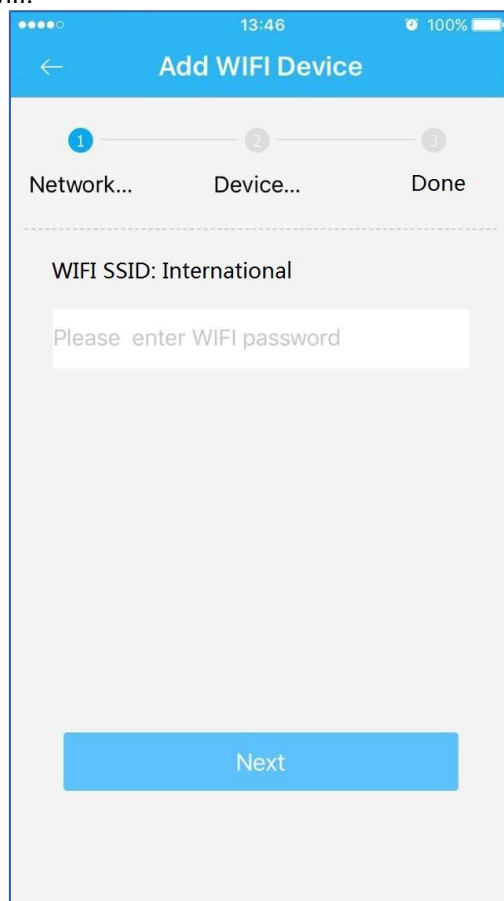 13:46 100%
← Add WIFI Device
1 2 3
Network... Device... Done
WIFI SSID: International
Please enter WIFI password
Next